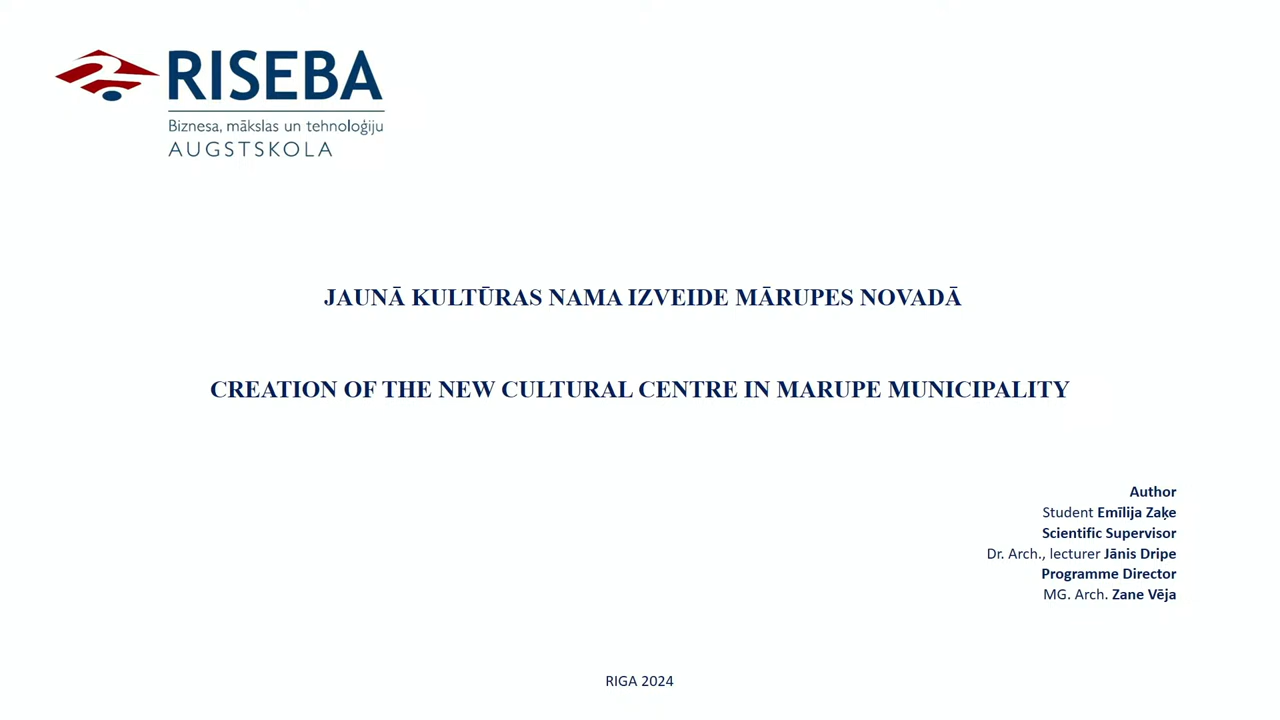 RISEBA
Biznesa, mākslas un tehnoloģiju
AUGSTSKOLA
JAUNĀ KULTŪRAS NAMA IZVEIDE MĀRUPES NOVADĀ
CREATION OF THE NEW CULTURAL CENTRE IN MARUPE MUNICIPALITY
Author
Student Emīlija Zaķe
Scientific Supervisor
Dr. Arch., lecturer Jānis Dripe
Programme Director
MG. Arch. Zane Vēja
RIGA 2024